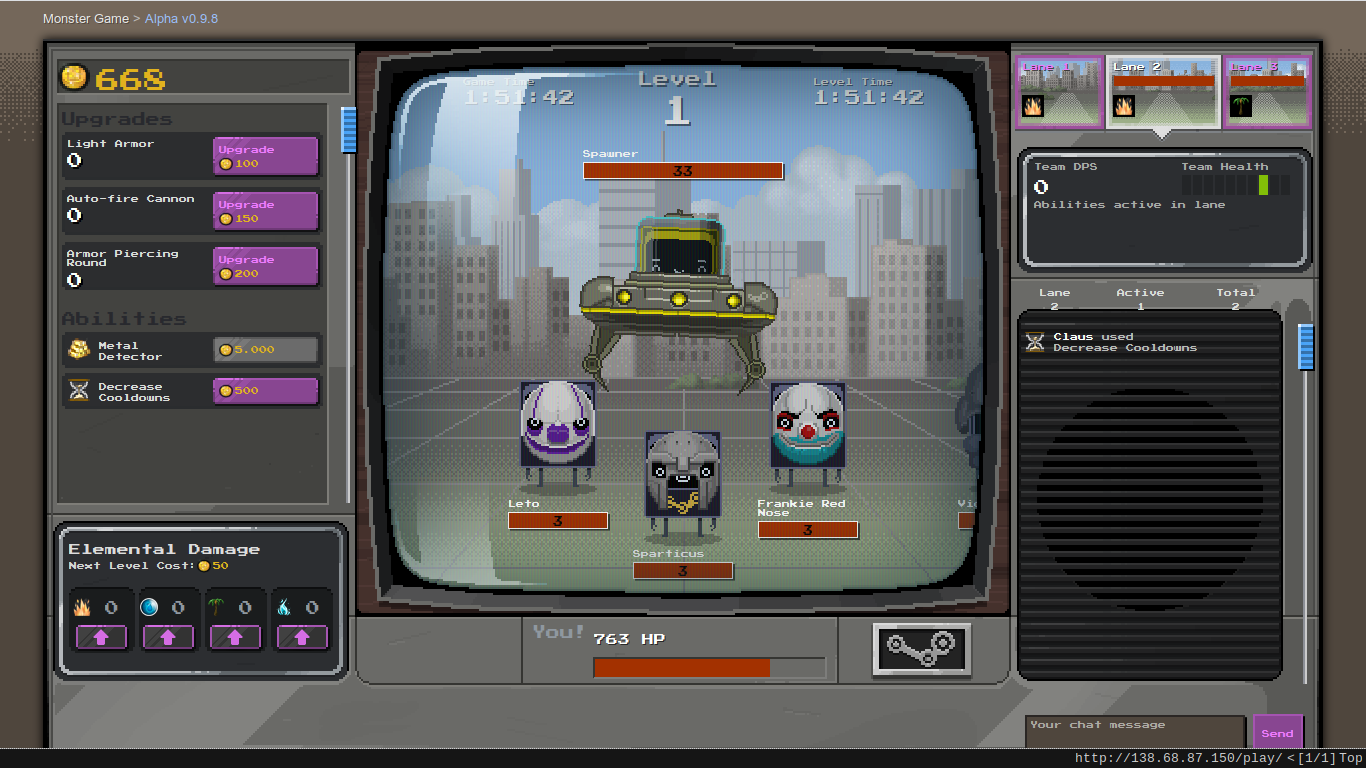 Monster Game > Alpha v0.9.8
668
Upgrades
Light Armor
0
Upgrade
100
Auto-fire Cannon
0
Upgrade
150
Armor Piercing
Round
0
Upgrade
200
Abilities
Metal
Detector
5.000
Decrease
Cooldowns
500
Elemental Damage
Next Level Cost: 50
0 0 0 0
Game Time
1:51:42
Level
1
Level Time
1:51:42
Spawner
33
Leto
3
Sparticus
3
Frankie Red
Nose
3
You!
763 HP
Lane 1
Lane 2
Lane 3
Team DPS
0
Team Health
Abilities active in lane
Lane Active Total
2 1 2
Claus used
Decrease Cooldowns
Your chat message
Send
http://138.68.87.150/play/ <[1/1] Top